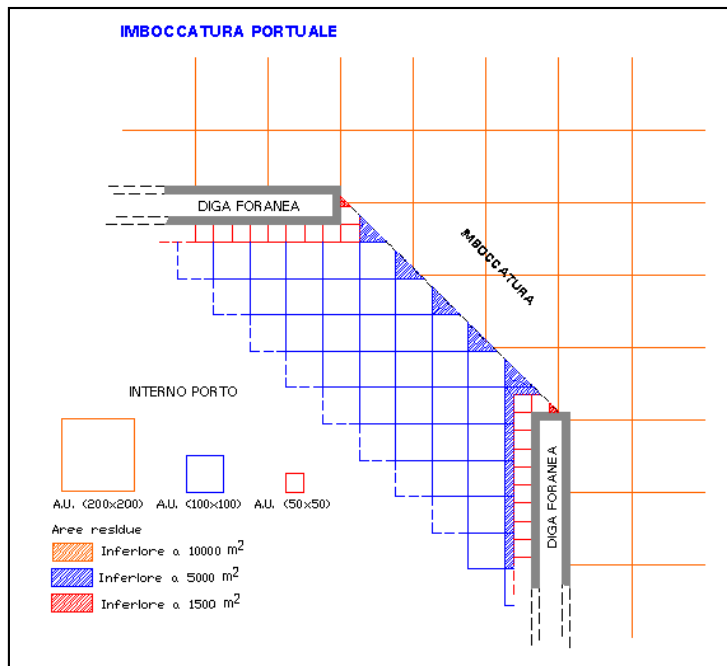 IMBOCCATURA PORTUALE
DIGA FORANEA
IMBOCCATURA
INTERNO PORTO
A.U. (200x200)
A.U. (100x100)
A.U. (50x50)
DIGA FORANEA
Aree residue
Inferiore a 10000 m²
Inferiore a 5000 m²
Inferiore a 1500 m²